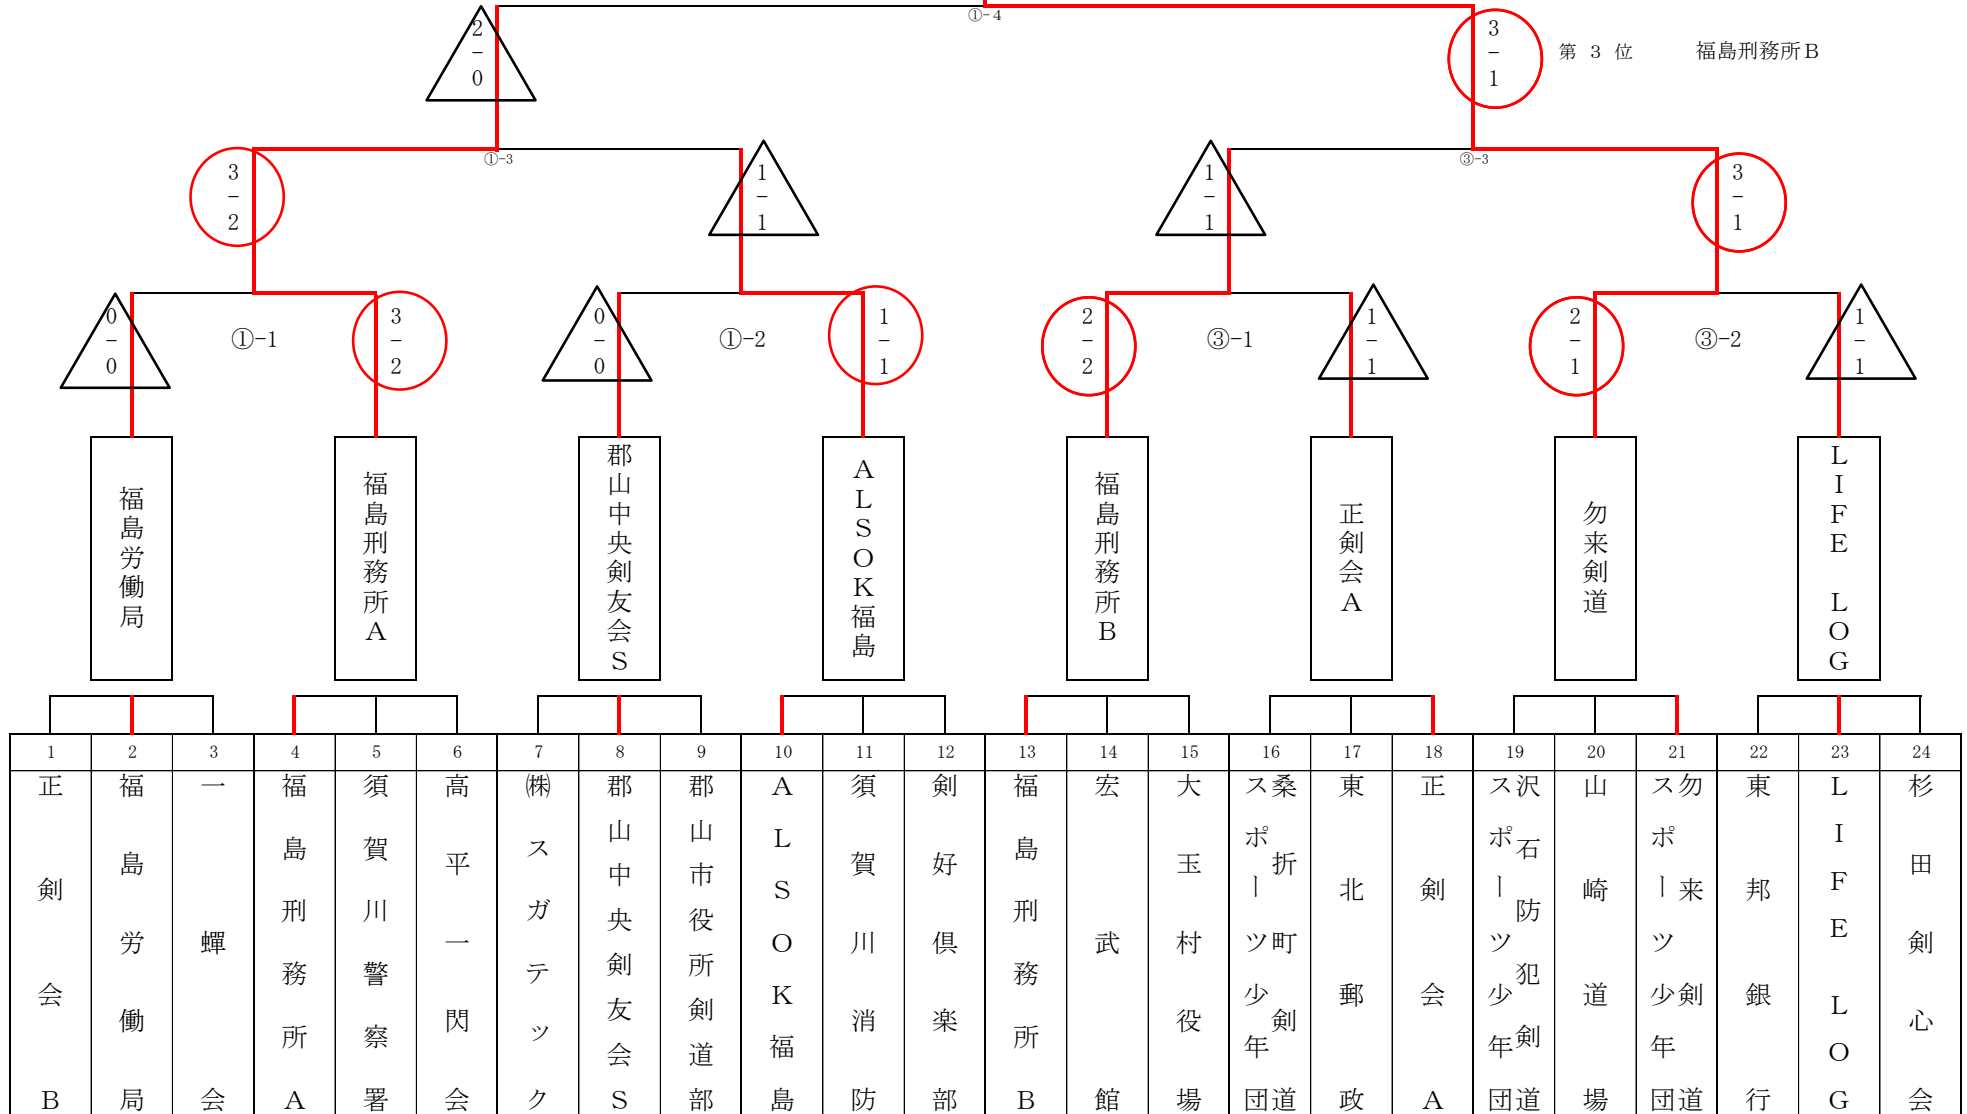 ①-4
2-0
3-1
第 3 位 福島刑務所B
①-3
③-3
3-2
1-1
1-1
3-1
0-0
①-1
3-2
0-0
①-2
1-1
2-2
③-1
1-1
2-1
③-2
1-1
福島労働局
福島刑務所A
郡山中央剣友会S
ALSOK福島
福島刑務所B
正剣会A
勿来剣道
LIFE LOG
1 2 3 4 5 6 7 8 9 10 11 12 13 14 15 16 17 18 19 20 21 22 23 24
正剣会B
福島労働局
一蟬会
福島刑務所A
須賀川警察署
高平一閃会
㈱スガテック
郡山中央剣友会S
郡山市役所剣道部
ALSOK福島
須賀川消防
剣好倶楽部
福島刑務所B
宏武館
大玉村役場
桑折町剣道
スポーツ少年団
東北郵政
正剣会A
沢石防犯剣道
スポーツ少年団
山崎道場
勿来剣道
スポーツ少年団
東邦銀行
LIFE LOG
杉田剣心会